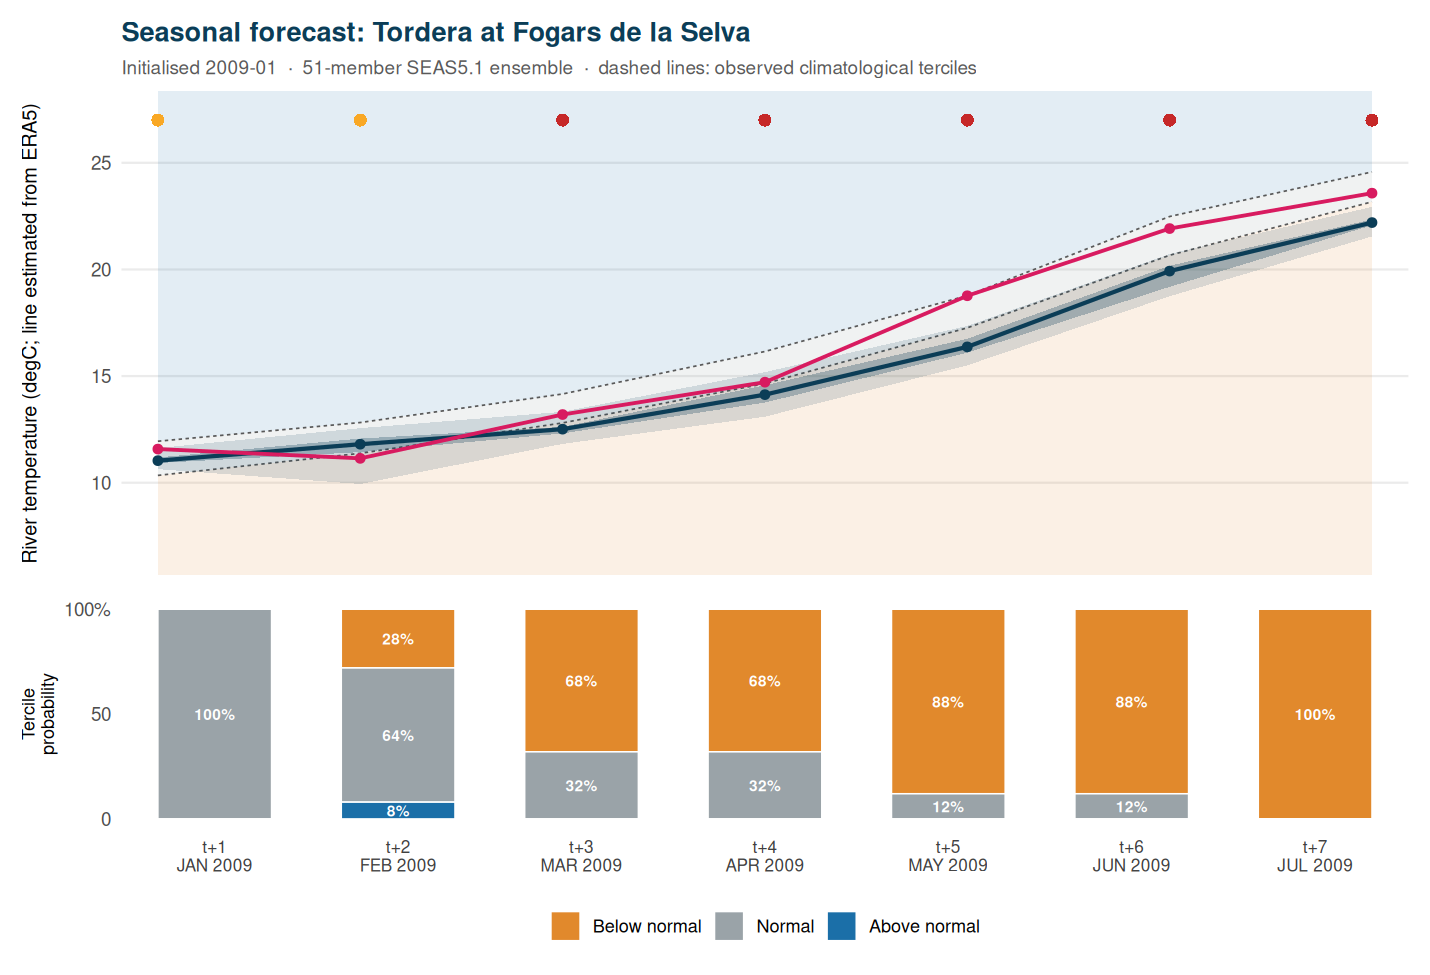 Seasonal forecast: Tordera at Fogars de la Selva
Initialised 2009-01 · 51-member SEAS5.1 ensemble · dashed lines: observed climatological terciles
River temperature (degC; line estimated from ERA5)
25
20
15
10
Tercile
probability
100%
50
0
100%
28%
64%
8%
68%
32%
68%
32%
88%
12%
88%
12%
100%
t+1
JAN 2009
t+2
FEB 2009
t+3
MAR 2009
t+4
APR 2009
t+5
MAY 2009
t+6
JUN 2009
t+7
JUL 2009
Below normal
Normal
Above normal